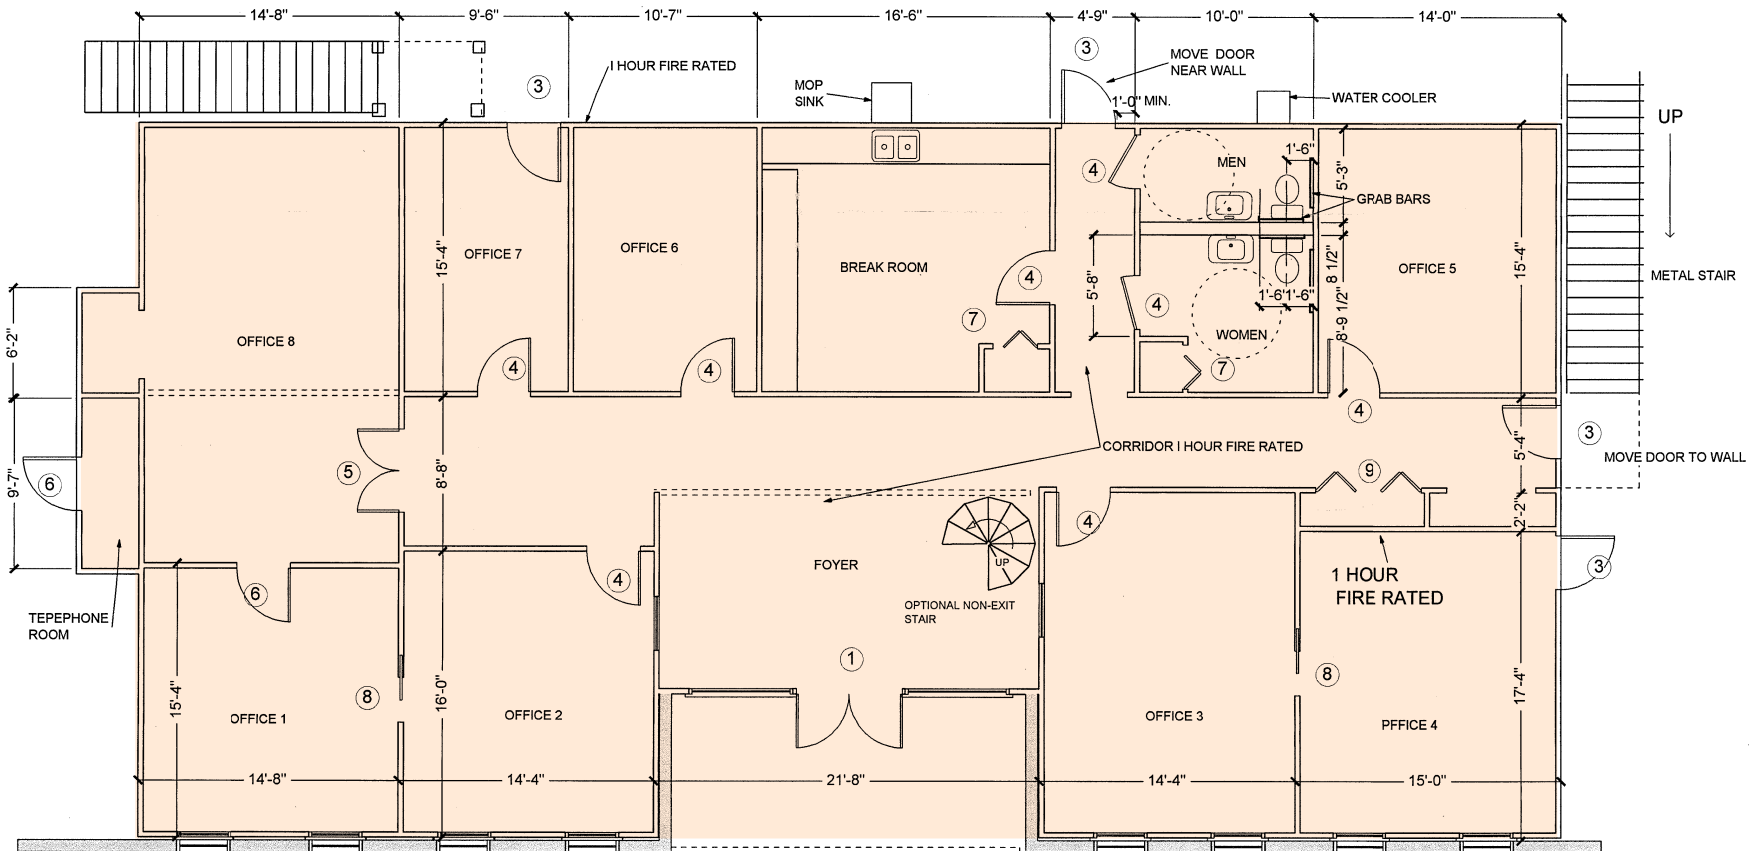 14'-8"
9'-6"
10'-7"
16'-6"
4'-9"
10'-0"
14'-0"
3
MOVE DOOR
NEAR WALL
I HOUR FIRE RATED
3
MOP
SINK
1'-0" MIN.
WATER COOLER
UP
MEN
1'-6"
5'-3"
4
GRAB BARS
OFFICE 7
15'-4"
OFFICE 6
BREAK ROOM
4
5'-8"
4
8 1/2"
OFFICE 5
15'-4"
METAL STAIR
1'-6"
1'-6"
8'-9 1/2"
WOMEN
7
7
6'-2"
OFFICE 8
4
4
4
3
MOVE DOOR TO WALL
CORRIDOR I HOUR FIRE RATED
5'-4"
9
5
8'-8"
9'-7"
6
2'-2"
4
FOYER
UP
OPTIONAL NON-EXIT
STAIR
1 HOUR
FIRE RATED
3
4
6
TEPEPHONE
ROOM
1
8
8
15'-4"
16'-0"
17'-4"
OFFICE 1
OFFICE 2
OFFICE 3
PFFICE 4
14'-8"
14'-4"
21'-8"
14'-4"
15'-0"